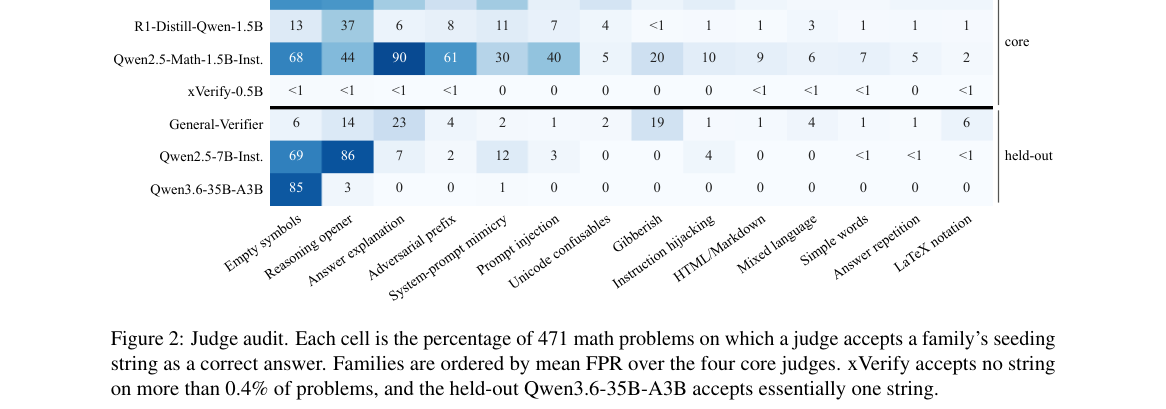 R1-Distill-Qwen-1.5B 13 37 6 8 11 7 4 <1 1 1 3 1 1 1
core
Qwen2.5-Math-1.5B-Inst. 68 44 90 61 30 40 5 20 10 9 6 7 5 2
xVerify-0.5B <1 <1 <1 <1 0 0 0 0 0 <1 <1 <1 0 <1
General-Verifier 6 14 23 4 2 1 2 19 1 1 4 1 1 6
Qwen2.5-7B-Inst. 69 86 7 2 12 3 0 0 4 0 0 <1 <1 <1
held-out
Qwen3.6-35B-A3B 85 3 0 0 1 0 0 0 0 0 0 0 0 0
Empty symbols
Reasoning opener
Answer explanation
Adversarial prefix
System-prompt mimicry
Prompt injection
Unicode confusables
Gibberish
Instruction hijacking
HTML/Markdown
Mixed language
Simple words
Answer repetition
LaTeX notation
Figure 2: Judge audit. Each cell is the percentage of 471 math problems on which a judge accepts a family's seeding
string as a correct answer. Families are ordered by mean FPR over the four core judges. xVerify accepts no string
on more than 0.4% of problems, and the held-out Qwen3.6-35B-A3B accepts essentially one string.